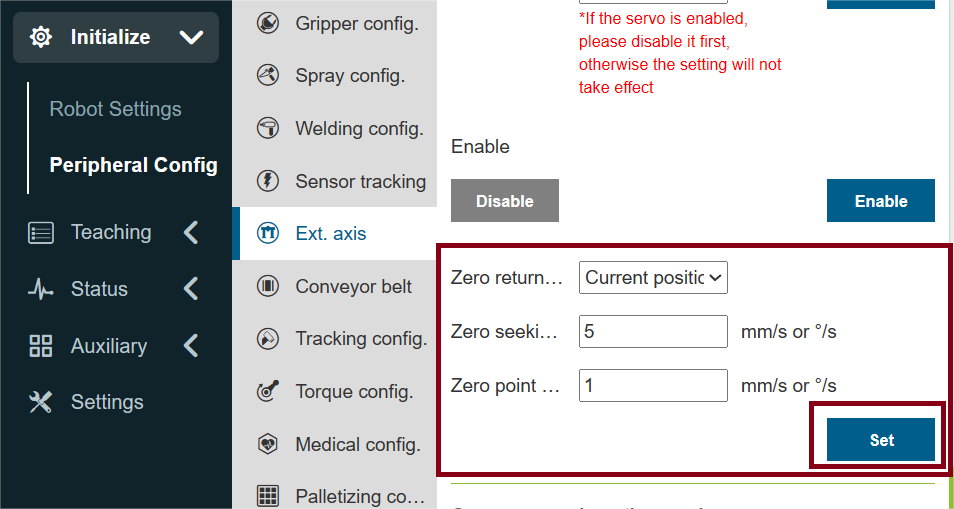 Initialize
Robot Settings
Peripheral Config
Teaching
Status
Auxiliary
Settings
Gripper config.
Spray config.
Welding config.
Sensor tracking
Ext. axis
Conveyor belt
Tracking config.
Torque config.
Medical config.
Palletizing co…
*If the servo is enabled,
please disable it first,
otherwise the setting will not
take effect
Enable
Disable
Enable
Zero return…
Current positic
Zero seeki…
5
mm/s or °/s
Zero point …
1
mm/s or °/s
Set